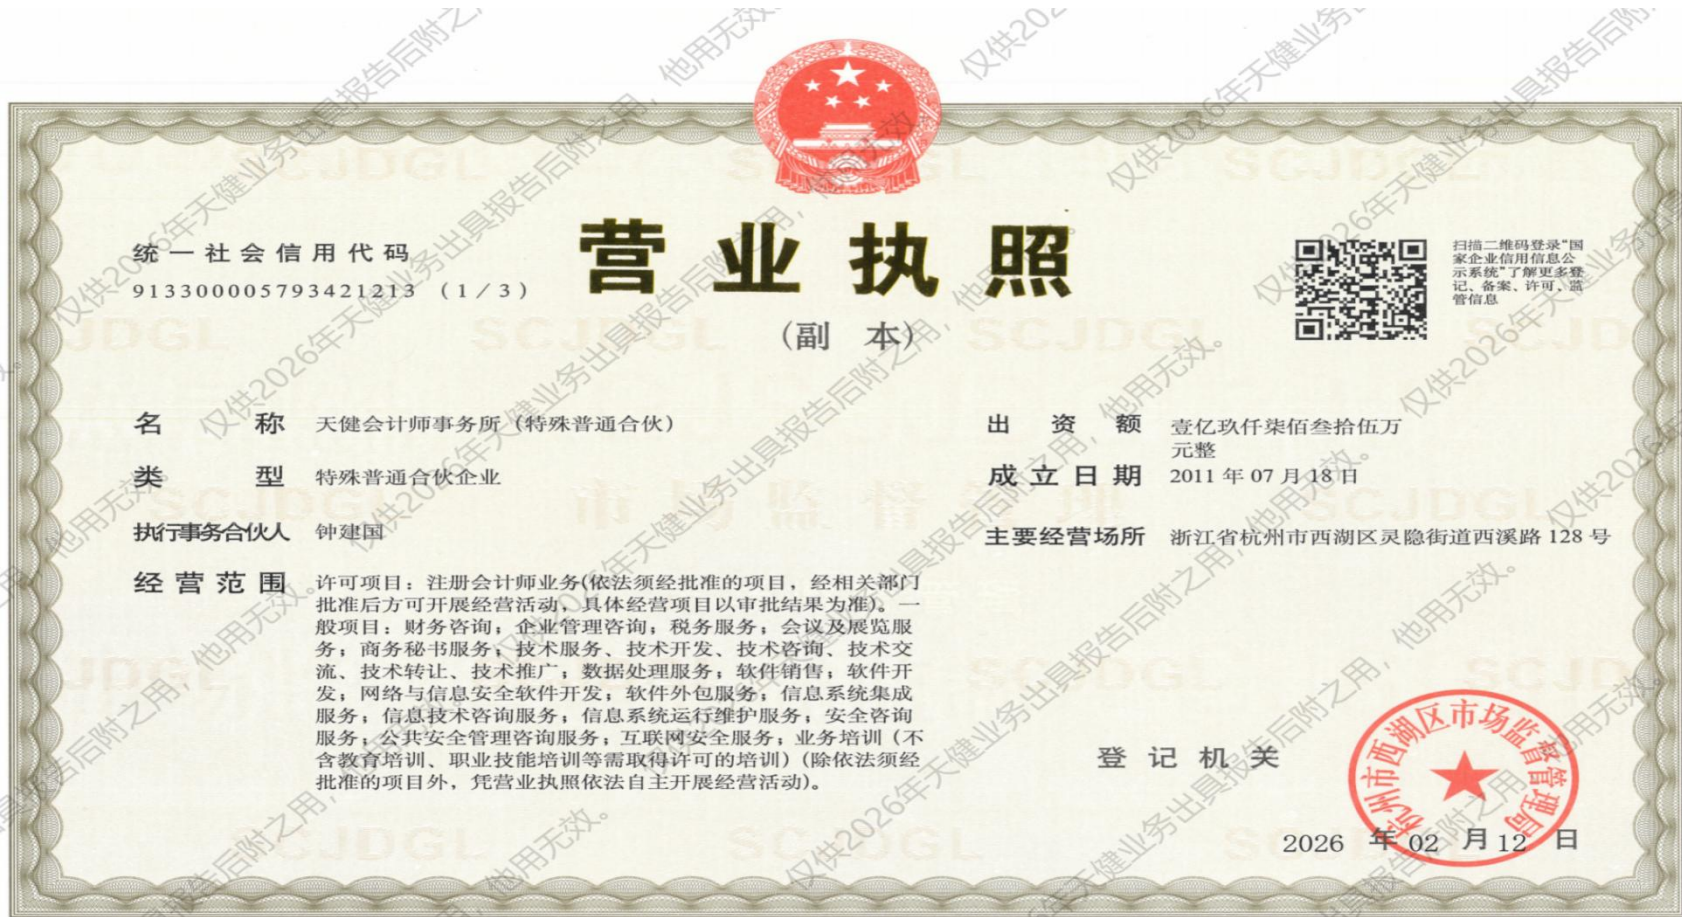 营业执照
(副 本)
统一社会信用代码
913300005793421213 (1/3)
扫描二维码登录“国
家企业信用信息公
示系统”了解更多登
记、备案、许可、监
管信息
名 称 天健会计师事务所(特殊普通合伙)
类 型 特殊普通合伙企业
执行事务合伙人 钟建国
经营范围 许可项目:注册会计师业务(依法须经批准的项目,经相关部门
批准后方可开展经营活动,具体经营项目以审批结果为准)。一
般项目:财务咨询;企业管理咨询;税务服务;会议及展览服
务;商务秘书服务;技术服务、技术开发、技术咨询、技术交
流、技术转让、技术推广;数据处理服务;软件销售;软件开
发;网络与信息安全软件开发;软件外包服务;信息系统集成
服务;信息技术咨询服务;信息系统运行维护服务;安全咨询
服务;公共安全管理咨询服务;互联网安全服务;业务培训(不
含教育培训、职业技能培训等需取得许可的培训)(除依法须经
批准的项目外,凭营业执照依法自主开展经营活动)。
出 资 额 壹亿玖仟柒佰叁拾伍万
元整
成立日期 2011年07月18日
主要经营场所 浙江省杭州市西湖区灵隐街道西溪路128号
登记机关
杭州市西湖区市场监督管理局
2026 年 02 月 12 日
仅供2026年天健业务出具报告后附之用,他用无效。
SCJDGL
市场监督管理